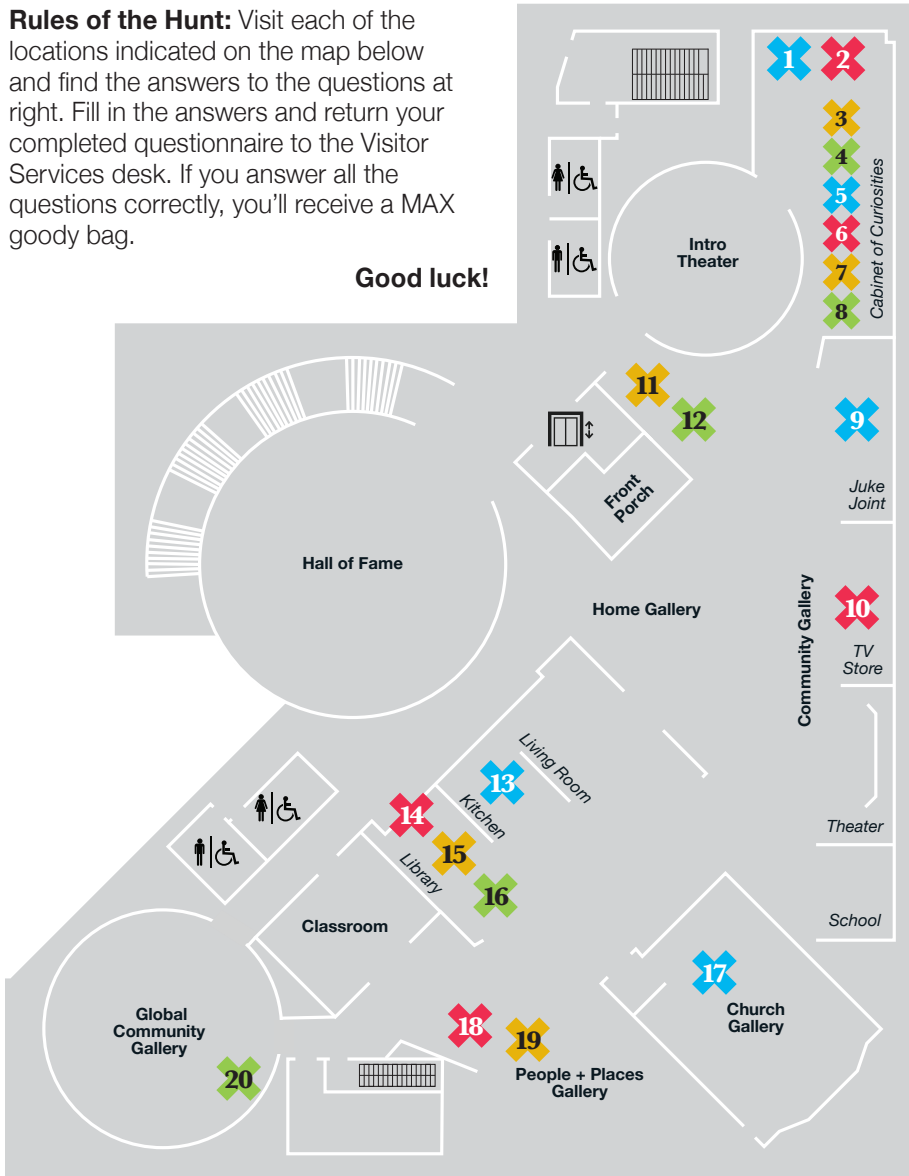 Rules of the Hunt: Visit each of the
locations indicated on the map below
and find the answers to the questions at
right. Fill in the answers and return your
completed questionnaire to the Visitor
Services desk. If you answer all the
questions correctly, you’ll receive a MAX
goody bag.
Good luck!
1
2
3
4
5
6
7
8
Cabinet of Curiosities
Intro
Theater
11
12
9
Juke
Joint
Front
Porch
Hall of Fame
Home Gallery
Community Gallery
10
TV
Store
Living Room
13
Kitchen
14
15
Library
16
Theater
School
Classroom
17
Church
Gallery
Global
Community
Gallery
18
19
People + Places
Gallery
20